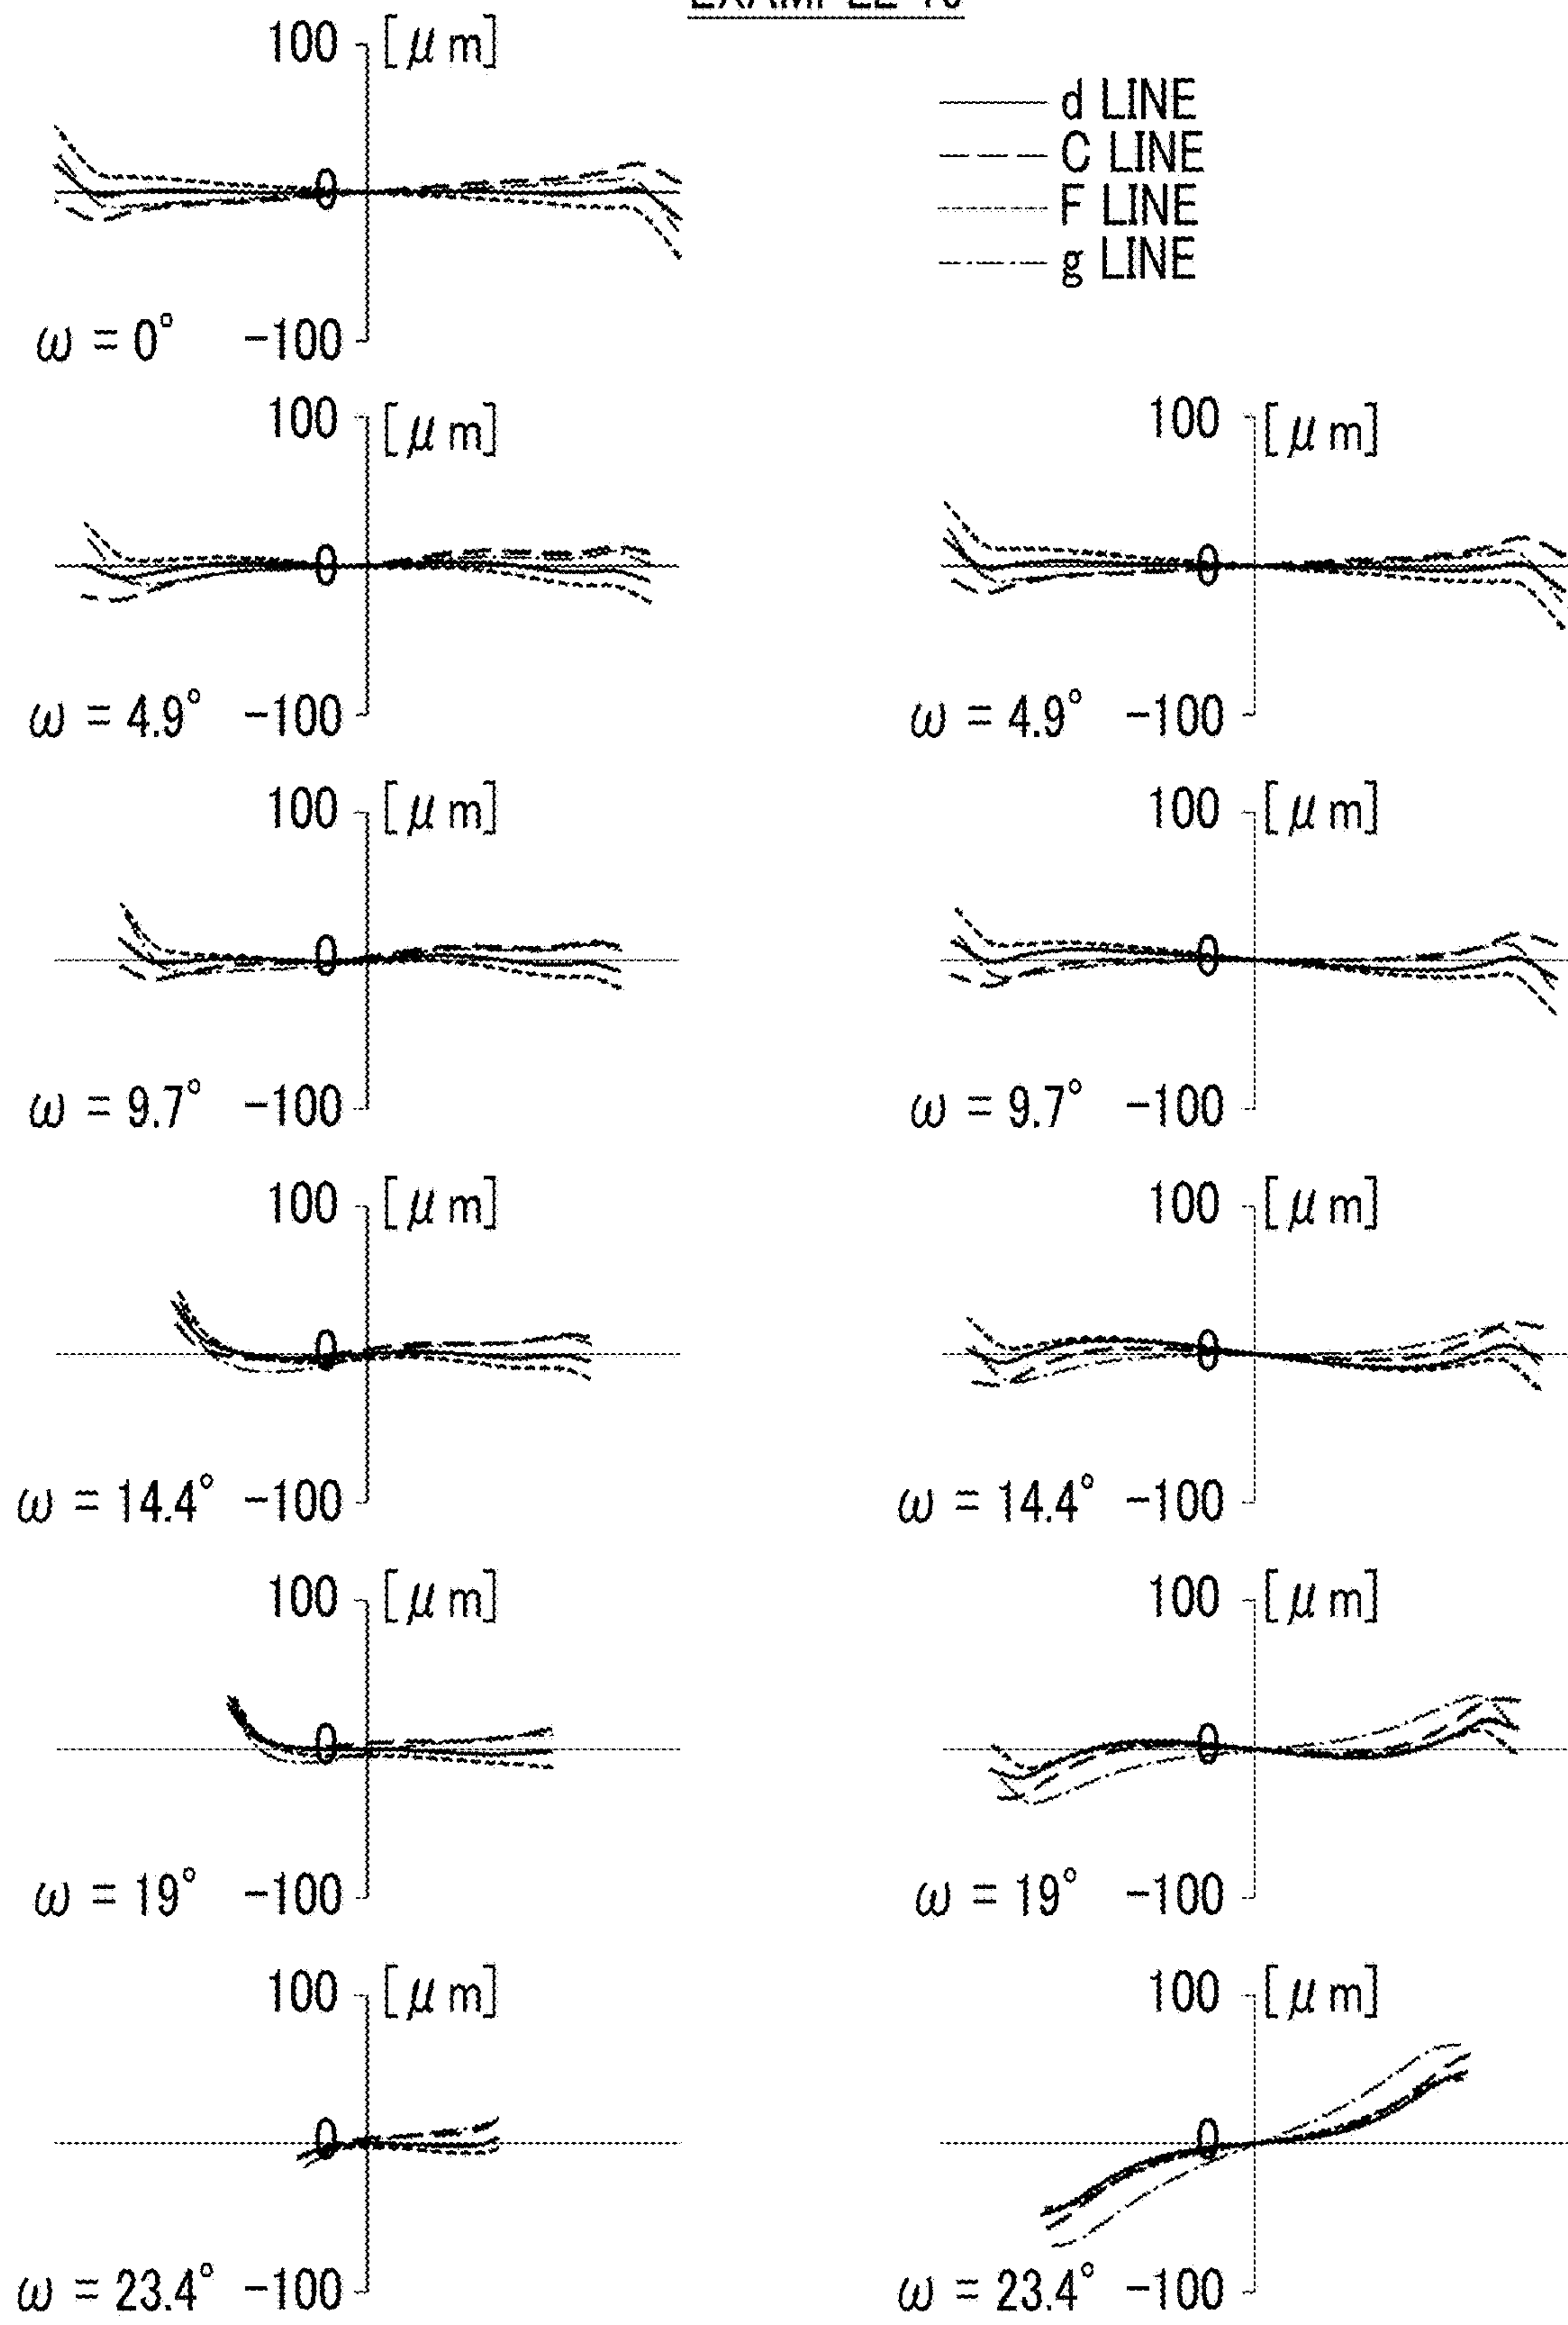 100 [μm]
0
ω = 0° -100
d LINE
C LINE
F LINE
g LINE
100 [μm] 100 [μm]
0 0
ω = 4.9° -100 ω = 4.9° -100
100 [μm] 100 [μm]
0 0
ω = 9.7° -100 ω = 9.7° -100
100 [μm] 100 [μm]
0 0
ω = 14.4° -100 ω = 14.4° -100
100 [μm] 100 [μm]
0 0
ω = 19° -100 ω = 19° -100
100 [μm] 100 [μm]
0 0
ω = 23.4° -100 ω = 23.4° -100